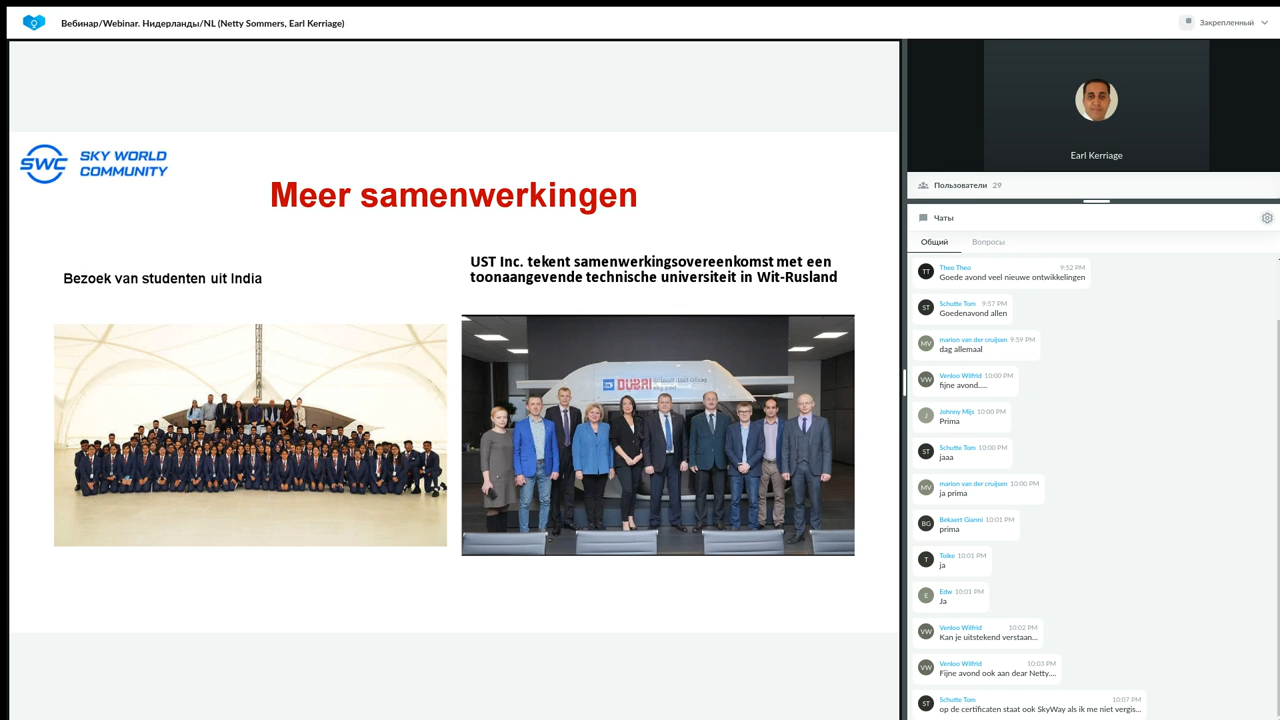 Вебинар/Webinar. Нидерланды/NL (Netty Sommers, Earl Kerriage)
Закрепленный
SWC SKY WORLD
COMMUNITY
Meer samenwerkingen
Bezoek van studenten uit India
UST Inc. tekent samenwerkingsovereenkomst met een
toonaangevende technische universiteit in Wit-Rusland
DUBAI
Earl Kerriage
Пользователи 29
Чаты
Общий Вопросы
TT Theo Theo 9:52 PM
Goede avond veel nieuwe ontwikkelingen
ST Schutte Tom 9:57 PM
Goedenavond allen
MV marion van der cruijsen 9:59 PM
dag allemaal
VW Venloo Wilfrid 10:00 PM
fijne avond.....
J Johnny Mijs 10:00 PM
Prima
ST Schutte Tom 10:00 PM
jaaa
MV marion van der cruijsen 10:00 PM
ja prima
BG Bekaert Gianni 10:01 PM
prima
T Toike 10:01 PM
ja
E Edw 10:01 PM
Ja
VW Venloo Wilfrid 10:02 PM
Kan je uitstekend verstaan...
VW Venloo Wilfrid 10:03 PM
Fijne avond ook aan dear Netty....
ST Schutte Tom 10:07 PM
op de certificaten staat ook SkyWay als ik me niet vergis...